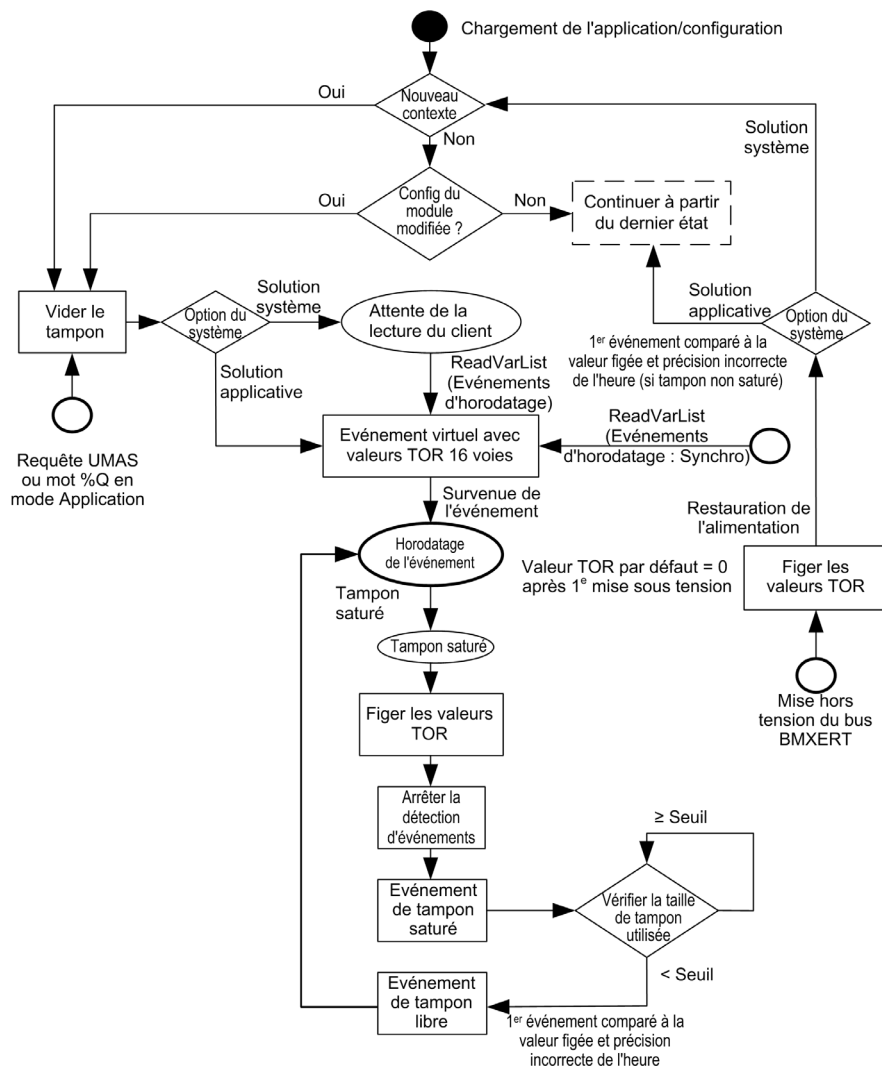 Chargement de l'application/configuration
Oui
Nouveau
contexte
Non
Solution
système
Oui
Config du
module
modifiée ?
Non
Continuer à partir
du dernier état
Vider le
tampon
Option du
système
Solution
système
Attente de la
lecture du client
Solution
applicative
Option du
système
1er événement comparé à la
valeur figée et précision incorrecte
de l'heure (si tampon non saturé)
Solution
applicative
ReadVarList
(Evénements
d'horodatage)
Requête UMAS
ou mot %Q en
mode Application
Evénement virtuel avec
valeurs TOR 16 voies
ReadVarList
(Evénements
d'horodatage : Synchro)
Survenue de
l'événement
Restauration de
l'alimentation
Horodatage
de l'événement
Valeur TOR par défaut = 0
après 1e mise sous tension
Figer les
valeurs TOR
Tampon
saturé
Tampon saturé
Mise hors
tension du bus
BMXERT
Figer les valeurs
TOR
Arrêter la
détection
d'événements
≥ Seuil
Evénement
de tampon
saturé
Vérifier la taille
de tampon
utilisée
< Seuil
Evénement
de tampon
libre
1er événement comparé à la
valeur figée et précision
incorrecte de l'heure